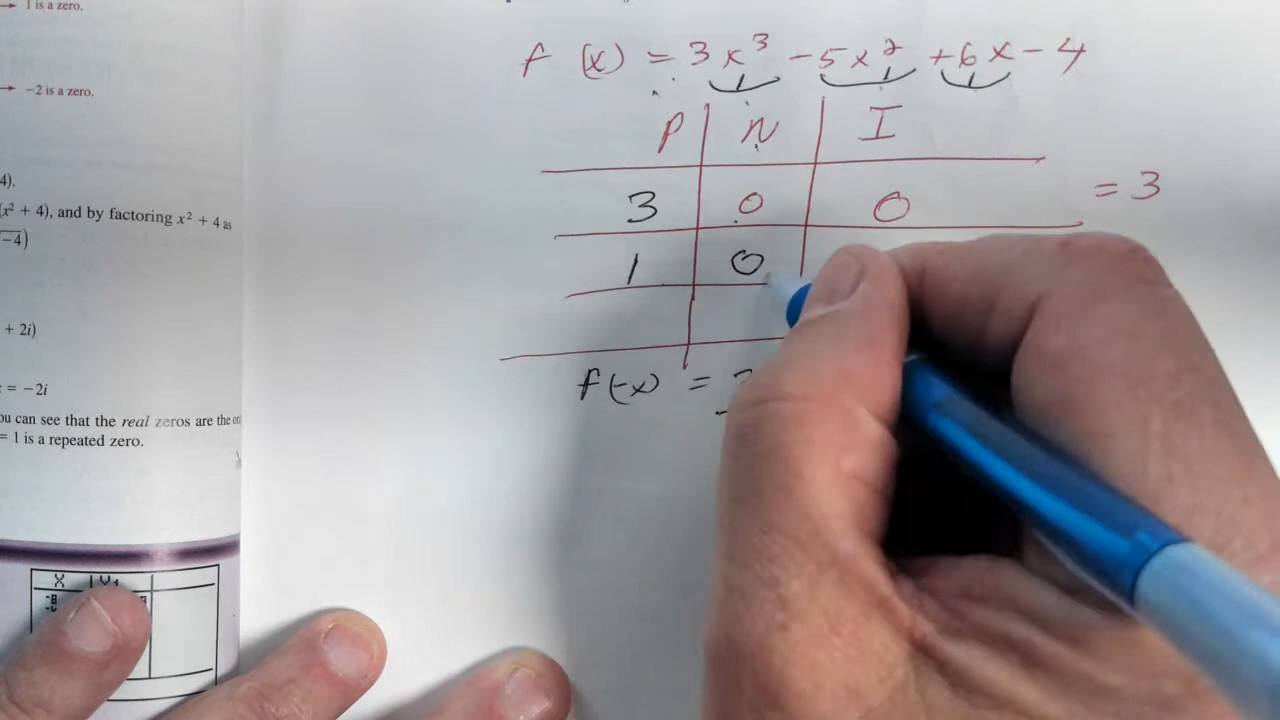 1 is a zero.
f (x) = 3x³ - 5x² + 6x - 4
→ -2 is a zero.
P N I
4).
3 0 0 = 3
(x² + 4), and by factoring x² + 4 as
-4)
1 0
+ 2i)
f(-x) =
= -2i
can see that the real zeros are the
= 1 is a repeated zero.
X Y₁
-8